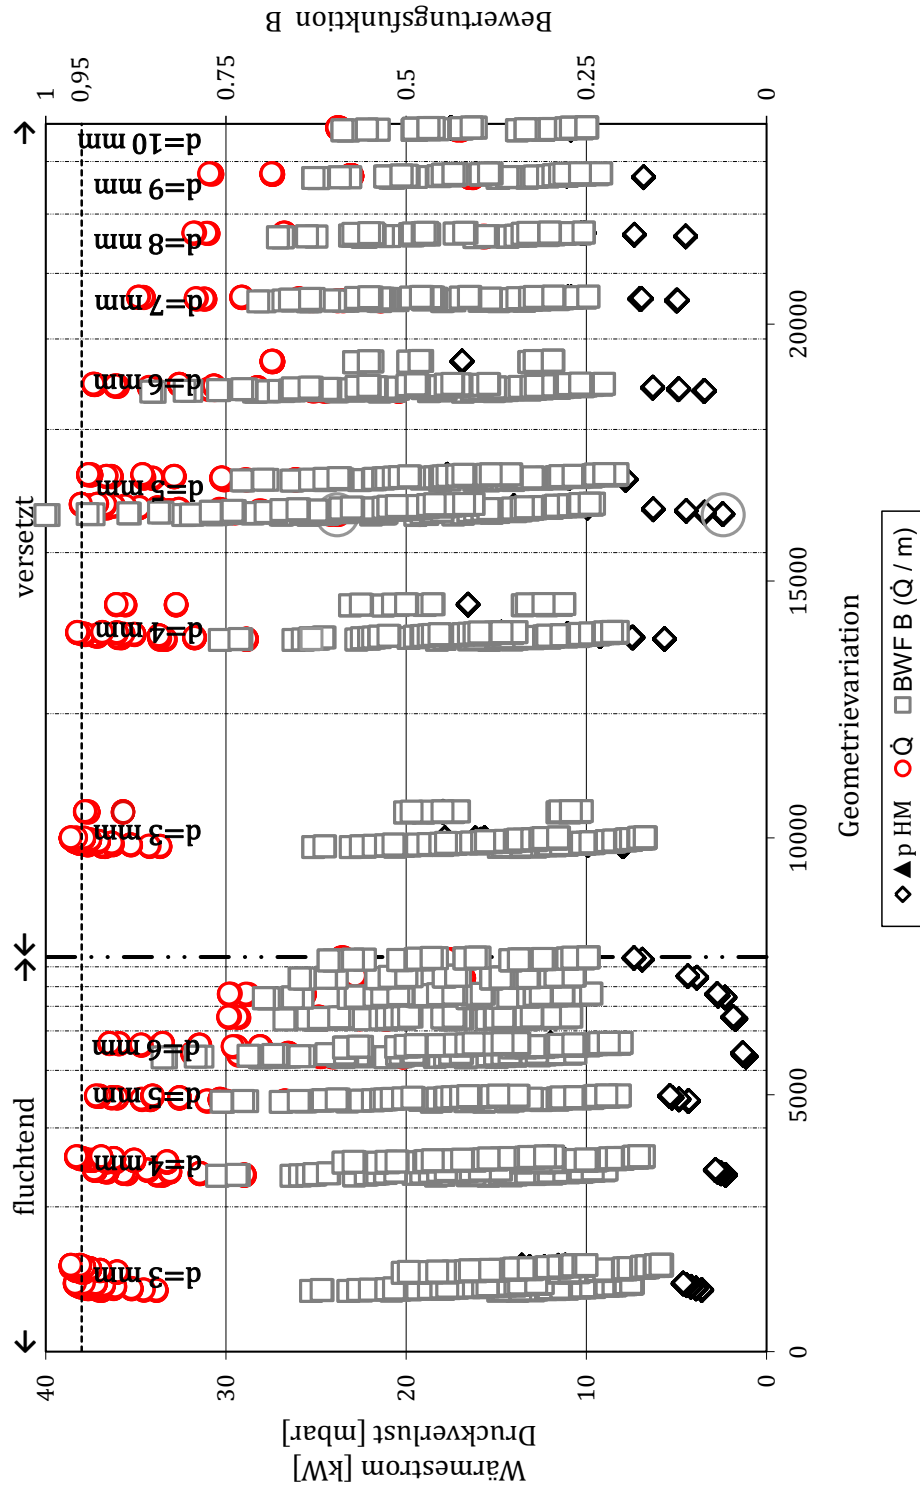 fluchtend
versetzt
d=3 mm
d=4 mm
d=5 mm
d=6 mm
d=3 mm
d=4 mm
d=5 mm
d=6 mm
d=7 mm
d=8 mm
d=9 mm
d=10 mm
Wärmestrom [kW]
Druckverlust [mbar]
40
30
20
10
0
Bewertungsfunktion B
1
0,95
0.75
0.5
0.25
0
0
5000
10000
15000
20000
Geometrievariation
▲p HM
Q̇
BWF B (Q̇ / m)